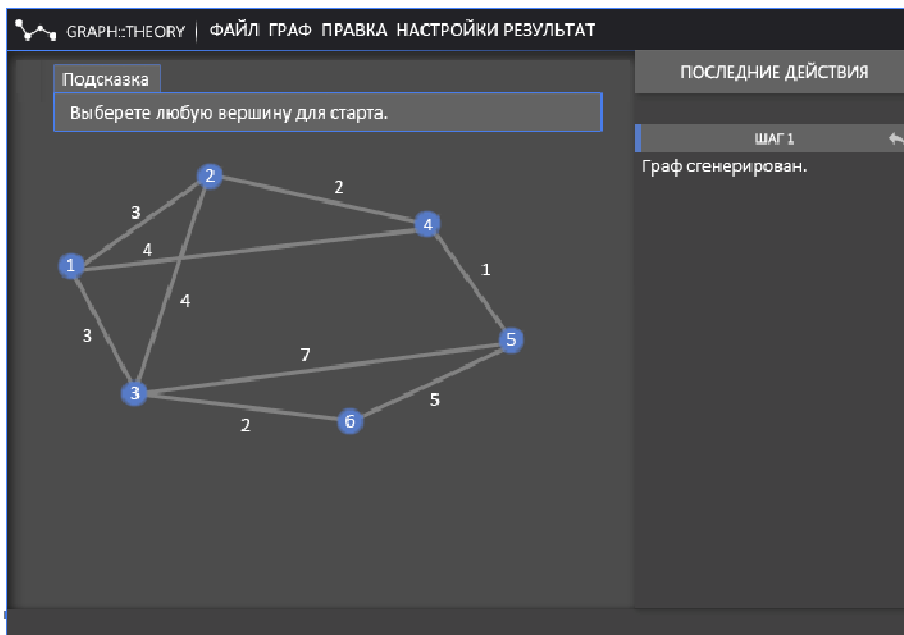 GRAPH::THEORY | ФАЙЛ ГРАФ ПРАВКА НАСТРОЙКИ РЕЗУЛЬТАТ
Подсказка
Выберете любую вершину для старта.
ПОСЛЕДНИЕ ДЕЙСТВИЯ
ШАГ 1
Граф сгенерирован.
2
2
3
4
4
1
1
4
3
5
7
3
5
2
6